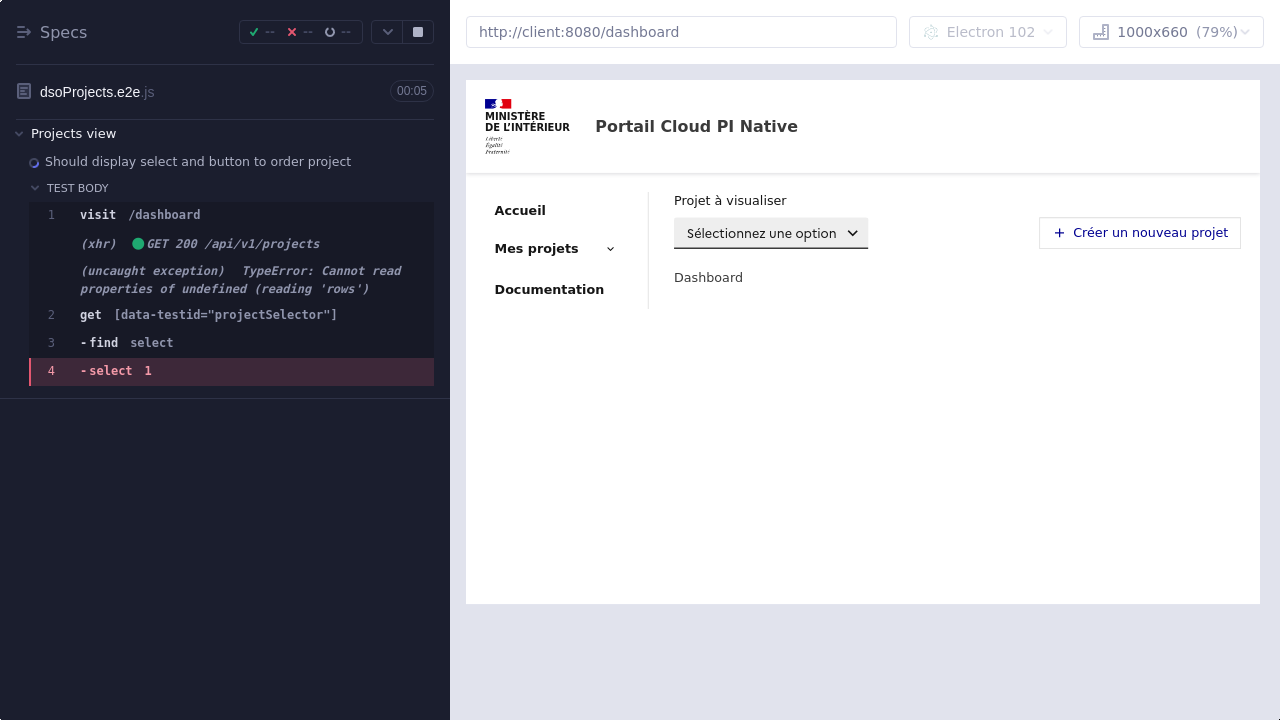 Specs
--
--
--
dsoProjects.e2e.js
00:05
Projects view
Should display select and button to order project
TEST BODY
1 visit /dashboard
(xhr) GET 200 /api/v1/projects
(uncaught exception) TypeError: Cannot read
properties of undefined (reading 'rows')
2 get [data-testid="projectSelector"]
3 -find select
4 -select 1
http://client:8080/dashboard
Electron 102
1000x660 (79%)
MINISTÈRE
DE L'INTÉRIEUR
Liberté
Égalité
Fraternité
Portail Cloud PI Native
Accueil
Mes projets
Documentation
Projet à visualiser
Sélectionnez une option
Créer un nouveau projet
Dashboard